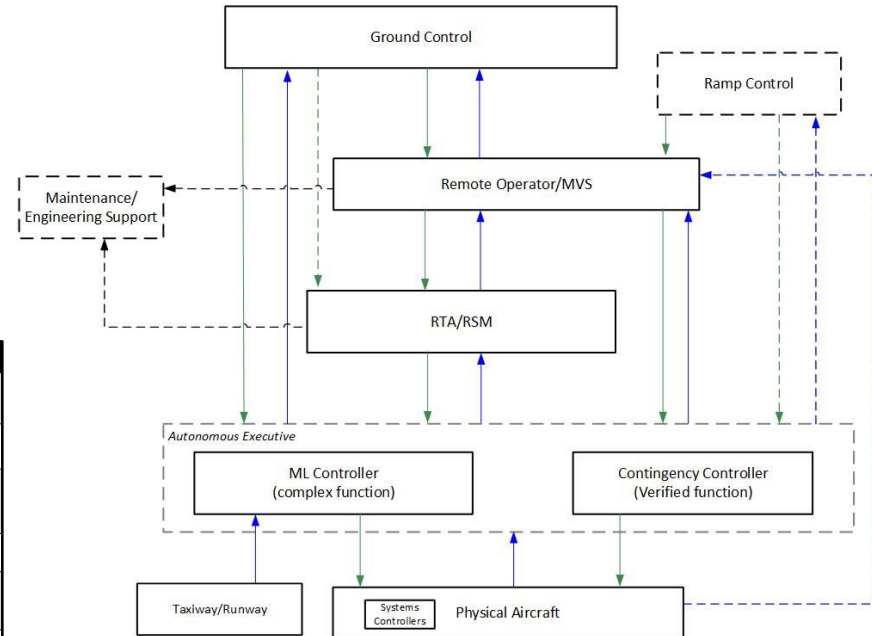 Ground Control
Ramp Control
Remote Operator/MVS
Maintenance/
Engineering Support
RTA/RSM
Autonomous Executive
ML Controller
(complex function)
Contingency Controller
(Verified function)
Taxiway/Runway
Systems
Controllers
Physical Aircraft